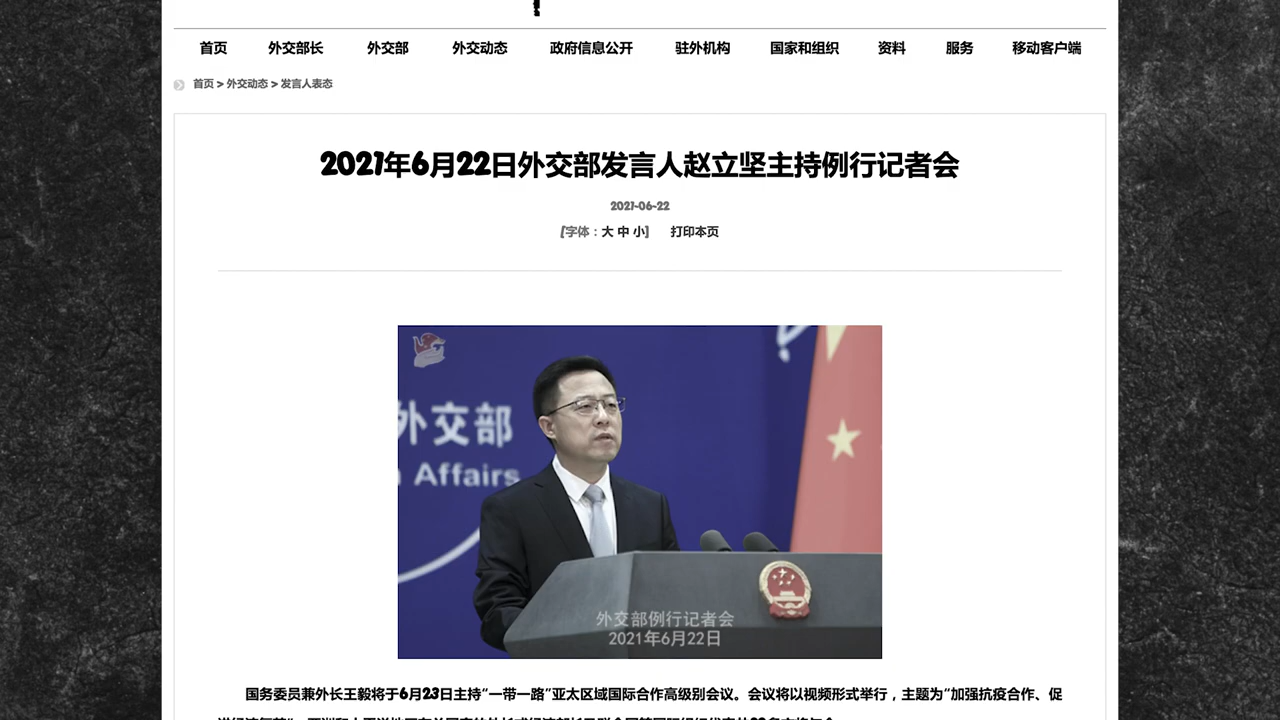 首页 外交部长 外交部 外交动态 政府信息公开 驻外机构 国家和组织 资料 服务 移动客户端
首页 > 外交动态 > 发言人表态
2021年6月22日外交部发言人赵立坚主持例行记者会
2021-06-22
[字体：大 中 小] 打印本页
外交部
Affairs
外交部例行记者会
2021年6月22日
国务委员兼外长王毅将于6月23日主持“一带一路”亚太区域国际合作高级别会议。会议将以视频形式举行，主题为“加强抗疫合作、促